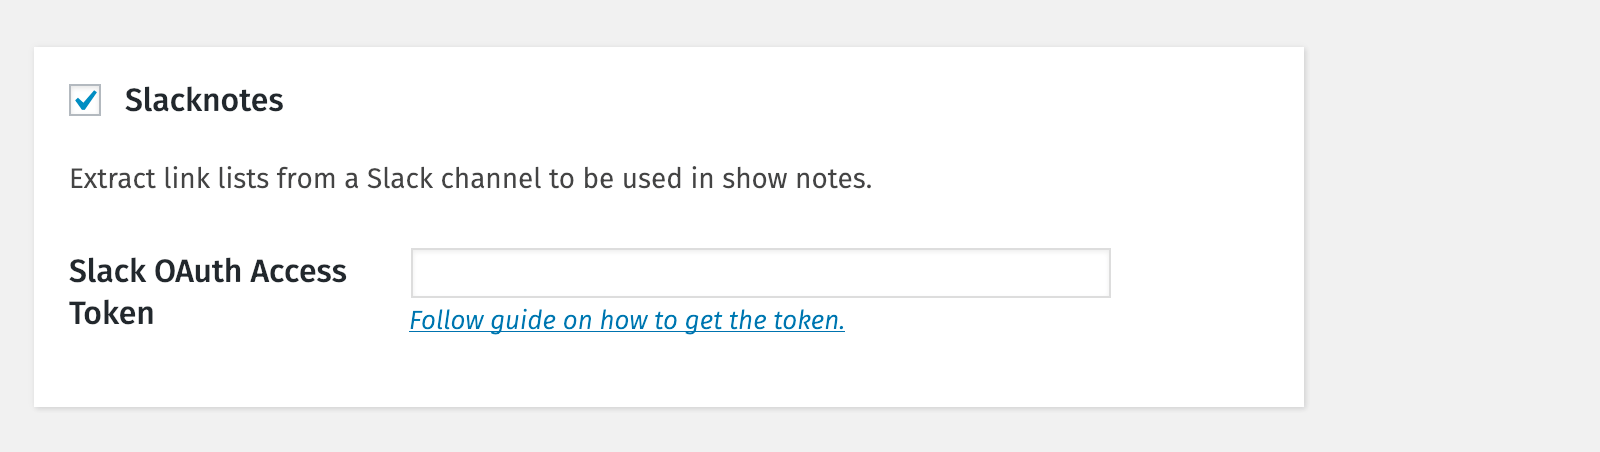 Slacknotes
Extract link lists from a Slack channel to be used in show notes.
Slack OAuth Access
Token
Follow guide on how to get the token.